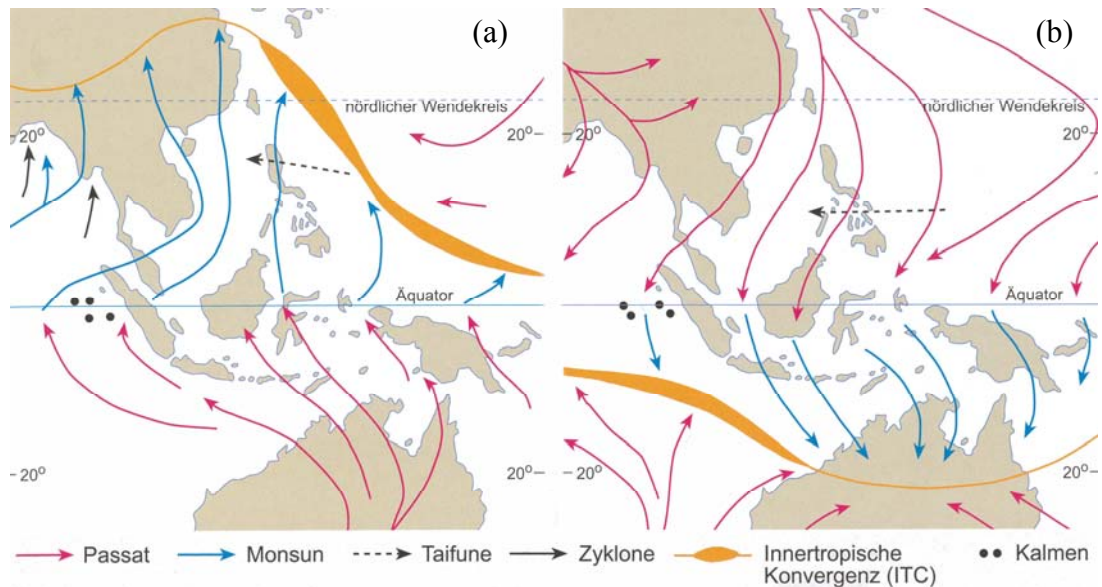 (a)
nördlicher Wendekreis
20°
20°
Äquator
20°
20°
(b)
nördlicher Wendekreis
20°
Äquator
20°
Passat
Monsun
Taifune
Zyklone
Innertropische
Konvergenz (ITC)
Kalmen